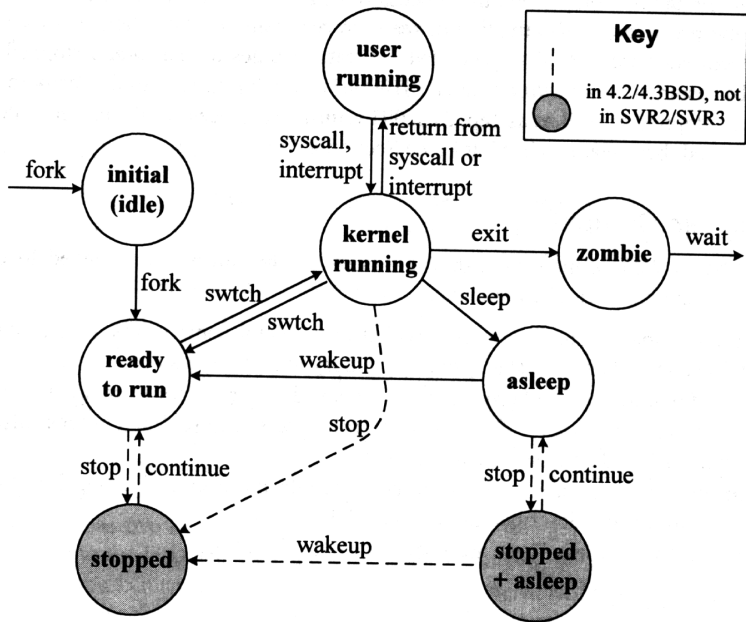 Key
in 4.2/4.3BSD, not
in SVR2/SVR3
user
running
syscall,
interrupt
return from
syscall or
interrupt
fork
initial
(idle)
kernel
running
exit
zombie
wait
fork
swtch
swtch
sleep
ready
to run
wakeup
asleep
stop
stop
continue
stop
continue
stopped
wakeup
stopped
+ asleep